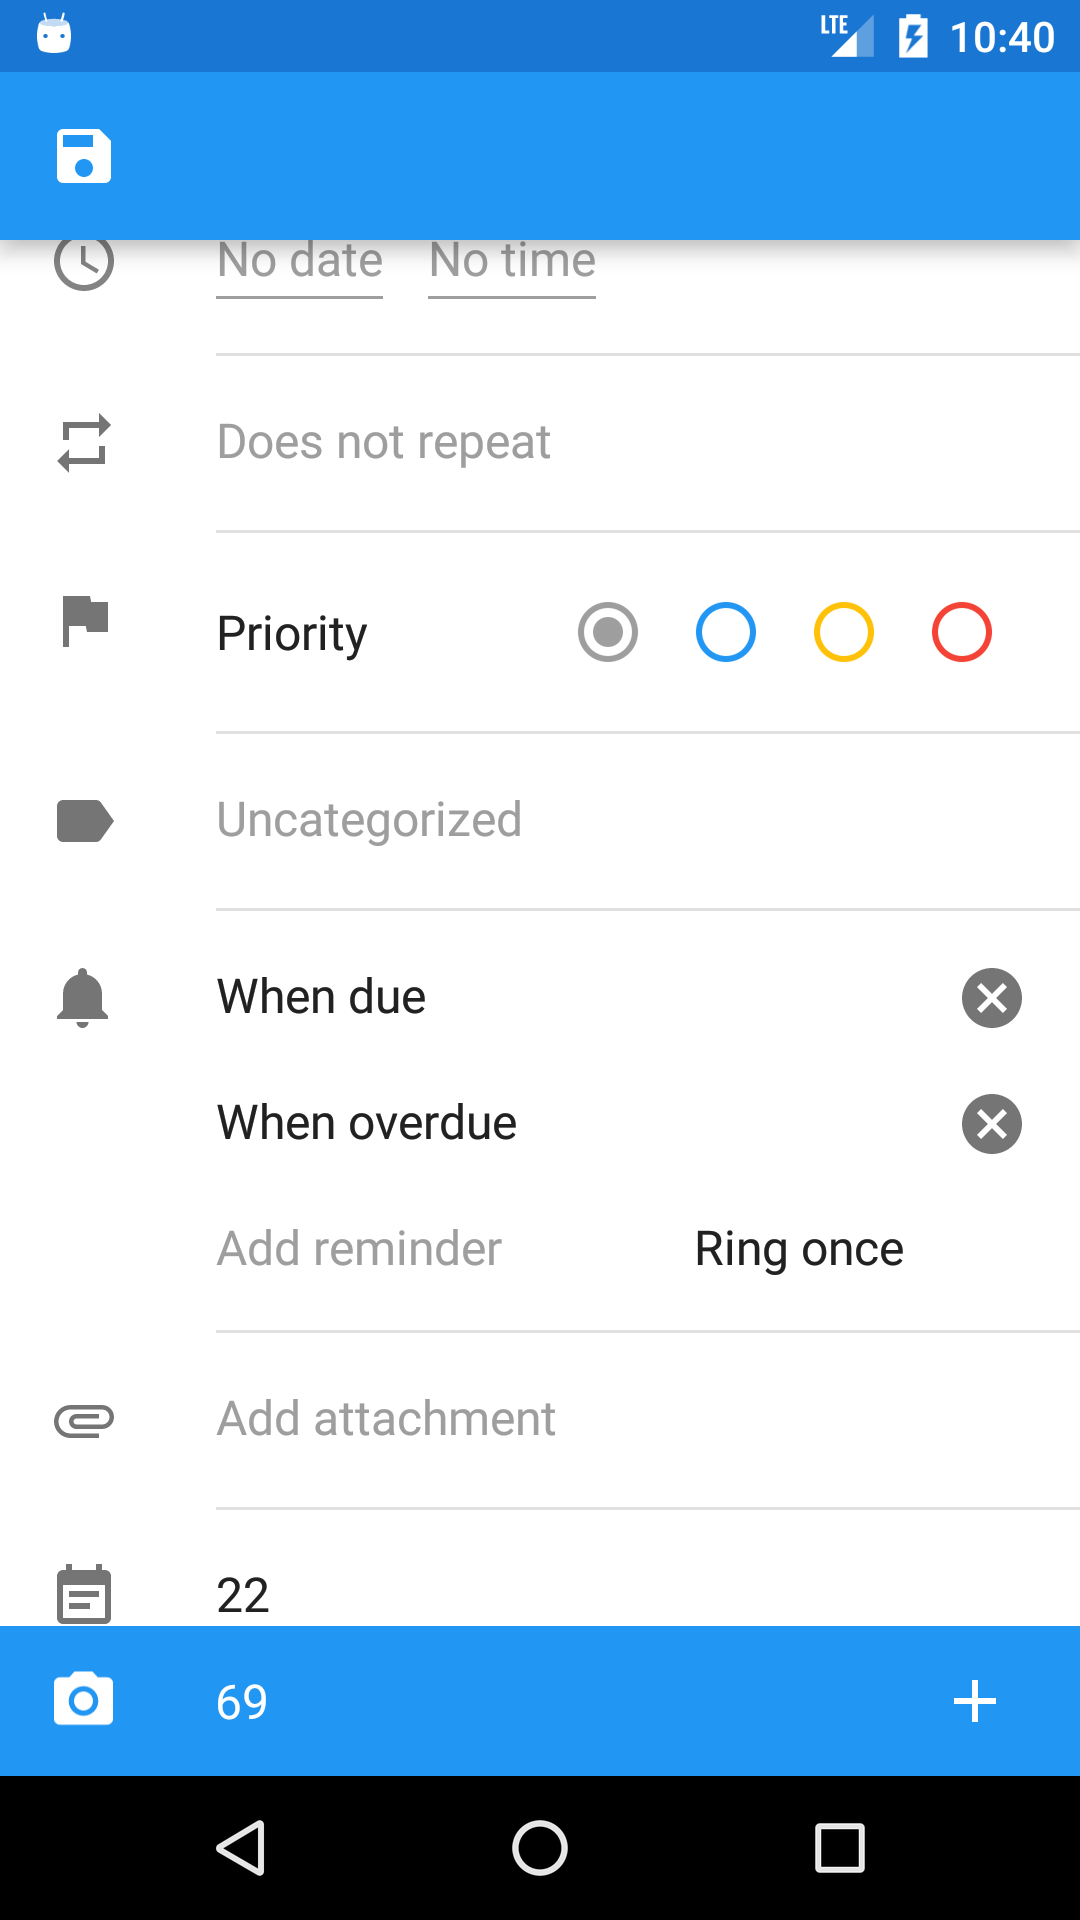 LTE 10:40
No date No time
Does not repeat
Priority
Uncategorized
When due
When overdue
Add reminder Ring once
Add attachment
22
69